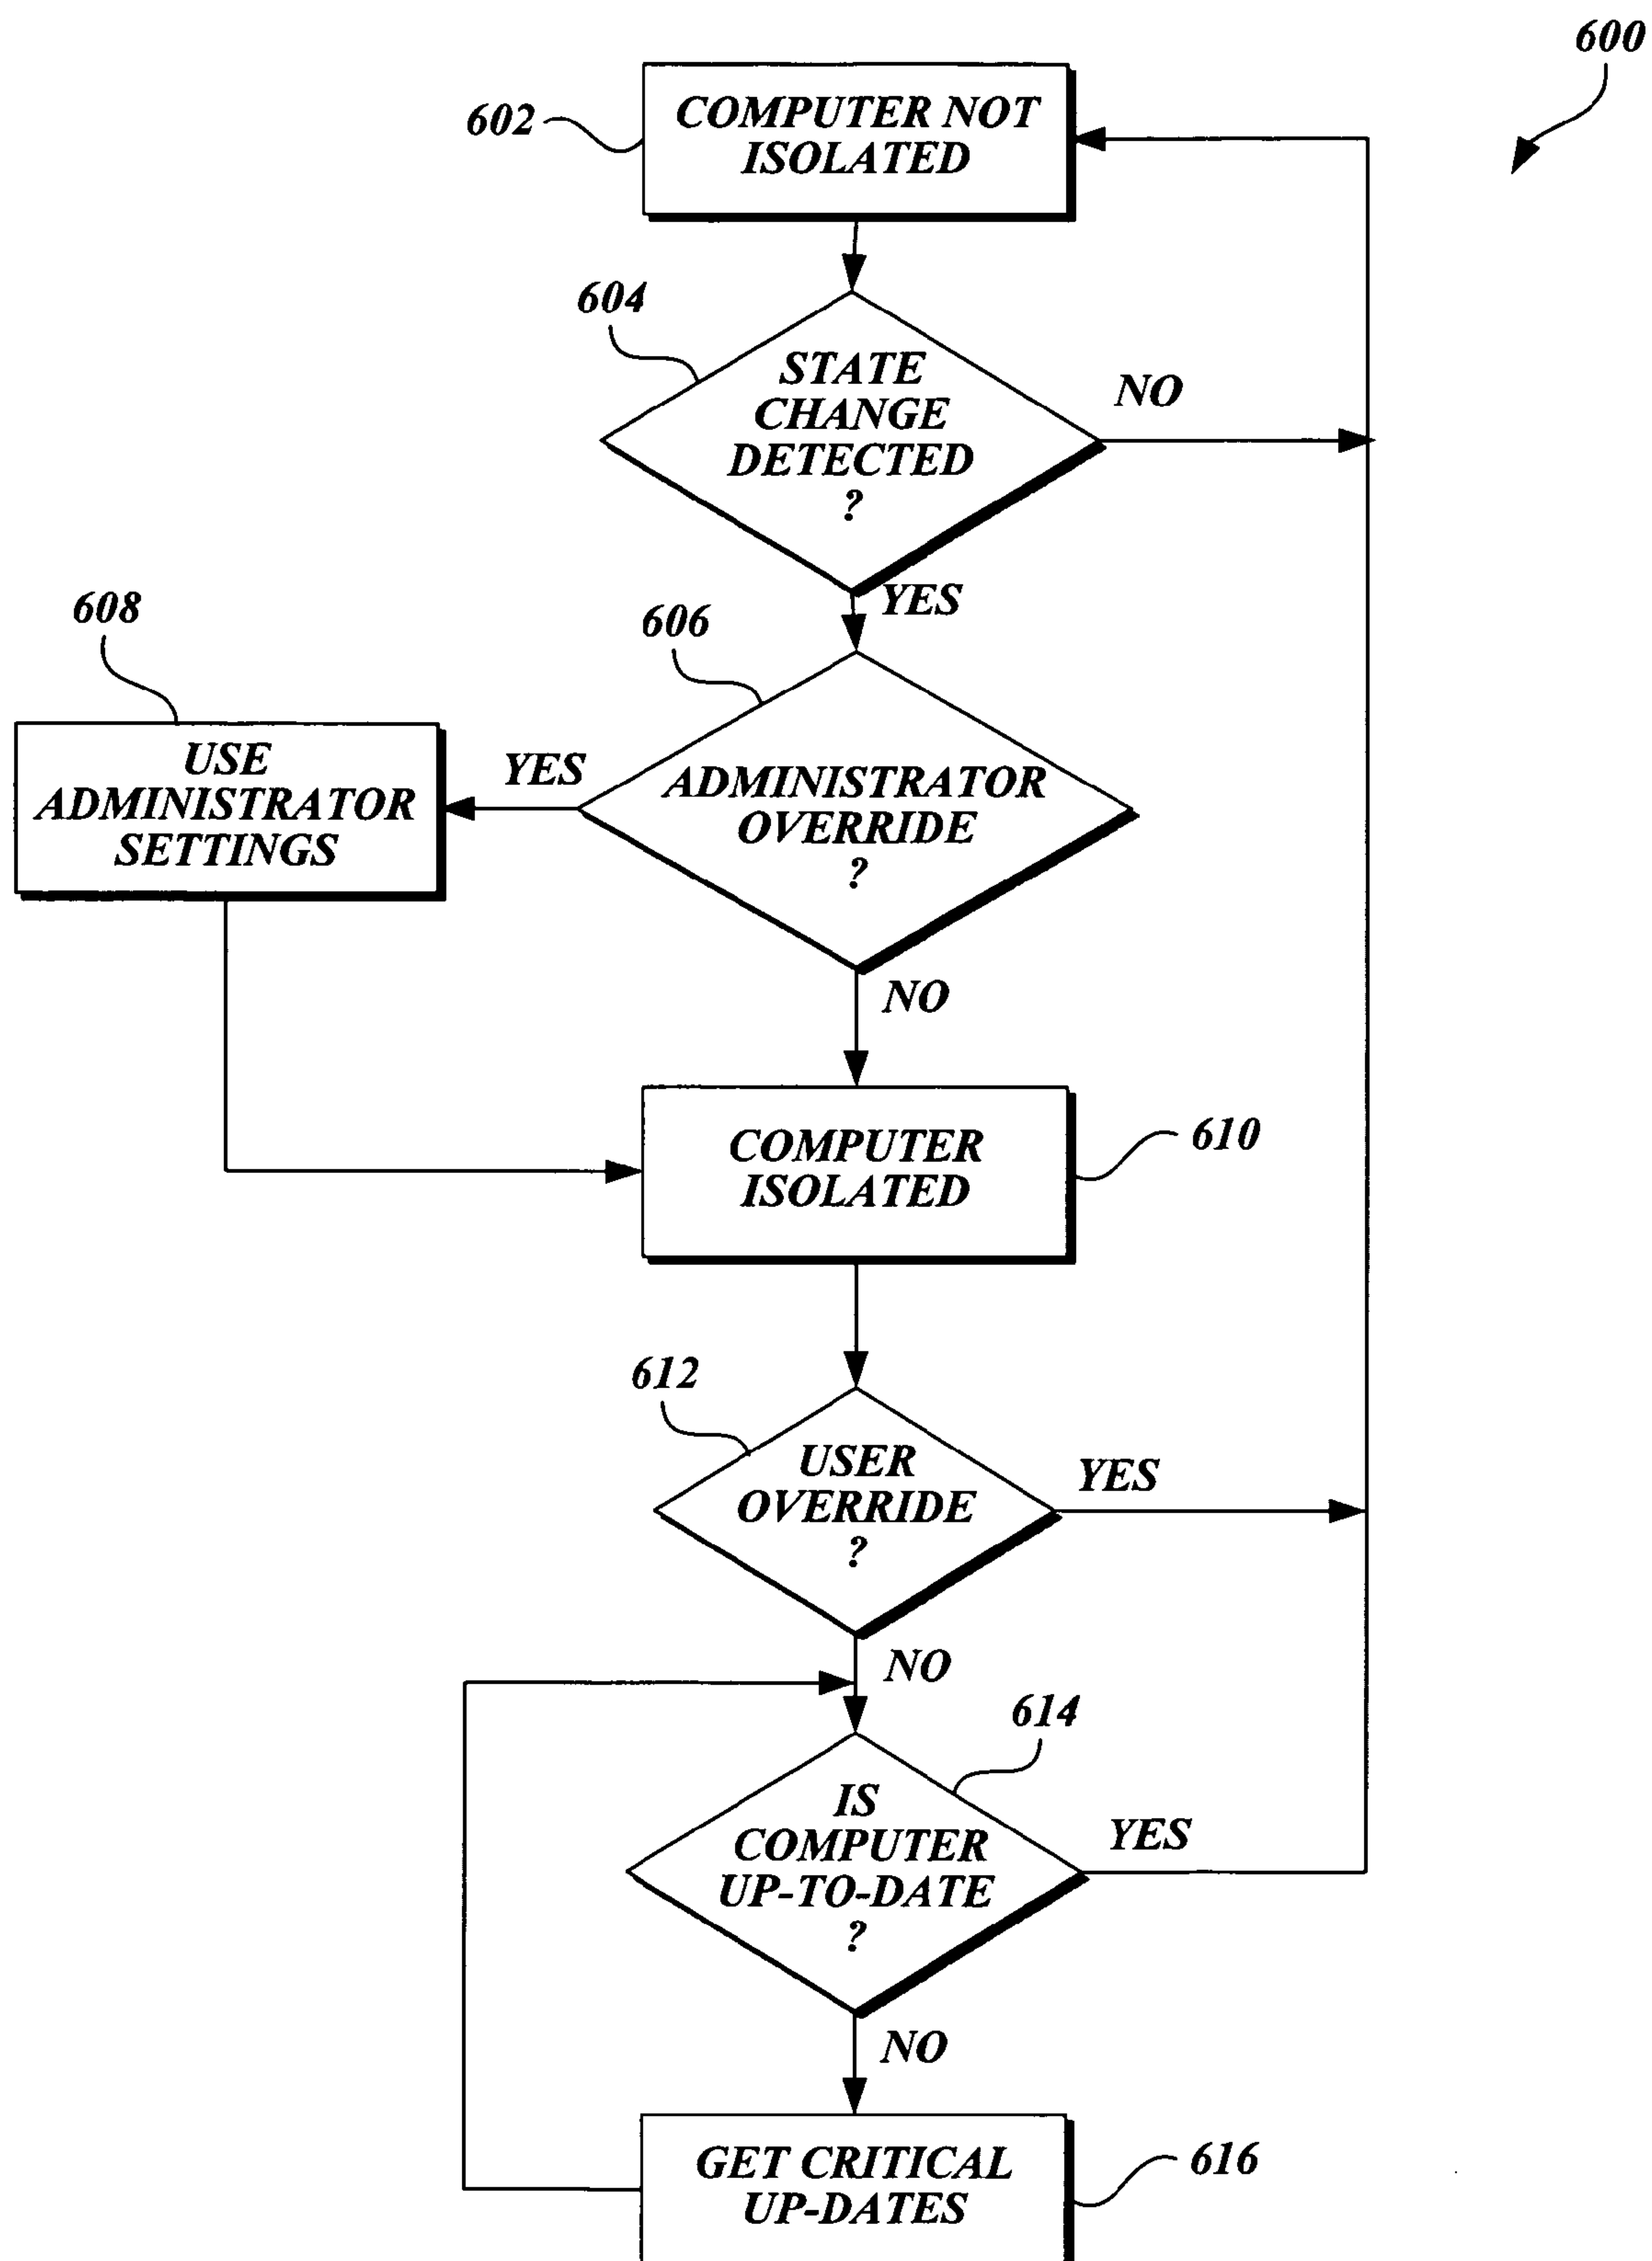 600
602
COMPUTER NOT
ISOLATED
604
STATE
CHANGE
DETECTED
?
NO
YES
606
608
USE
ADMINISTRATOR
SETTINGS
YES
ADMINISTRATOR
OVERRIDE
?
NO
COMPUTER
ISOLATED
610
612
USER
OVERRIDE
?
YES
NO
614
IS
COMPUTER
UP-TO-DATE
?
YES
NO
GET CRITICAL
UP-DATES
616